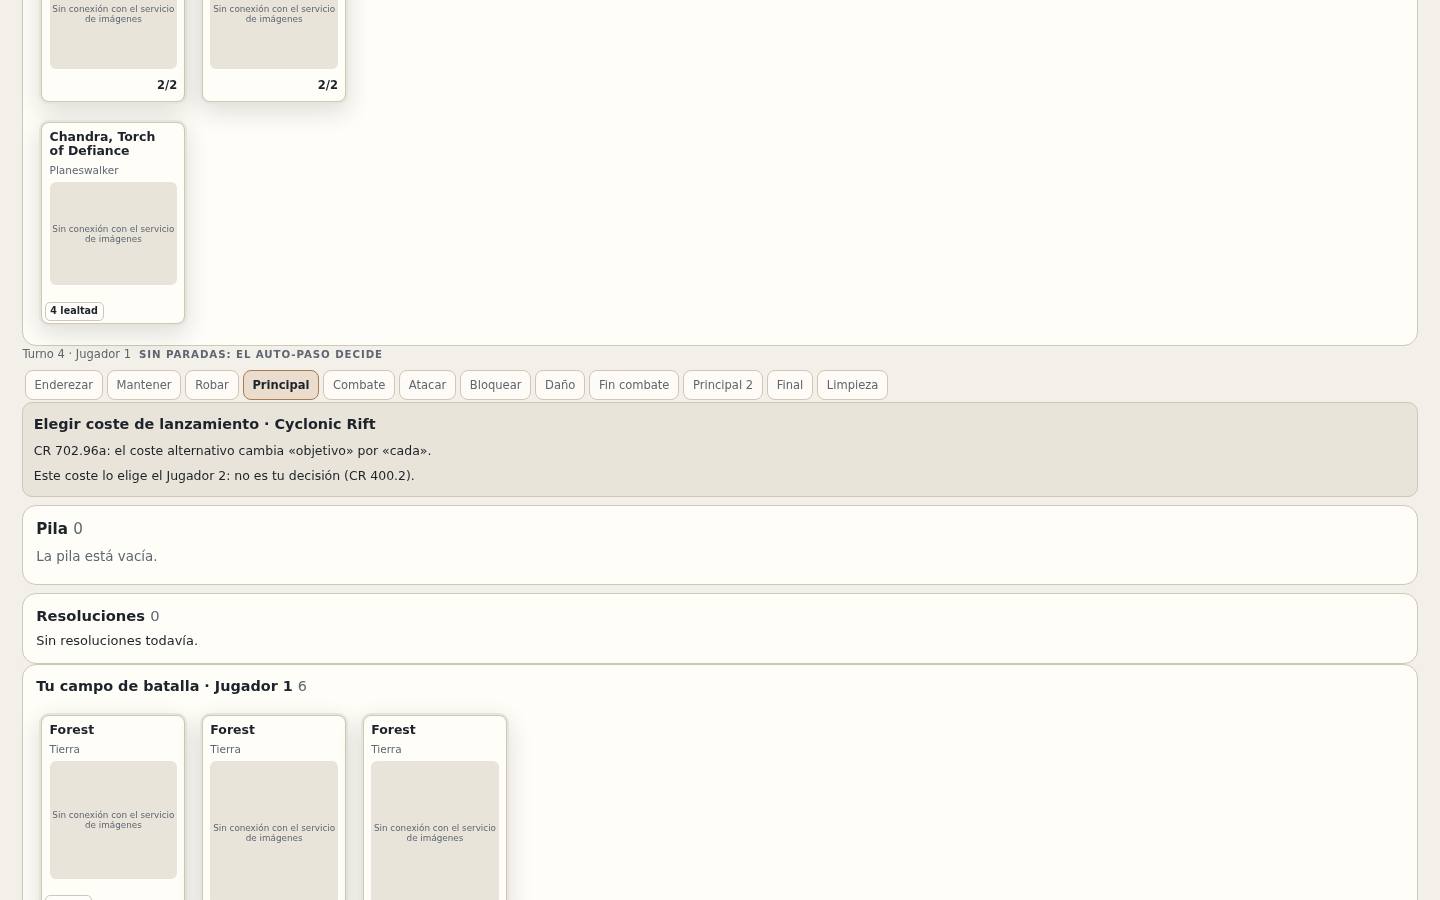 Sin conexión con el servicio
de imágenes
Sin conexión con el servicio
de imágenes
2/2
2/2
Chandra, Torch
of Defiance
Planeswalker
Sin conexión con el servicio
de imágenes
4 lealtad
Turno 4 · Jugador 1 SIN PARADAS: EL AUTO-PASO DECIDE
Enderezar Mantener Robar Principal Combate Atacar Bloquear Daño Fin combate Principal 2 Final Limpieza
Elegir coste de lanzamiento · Cyclonic Rift
CR 702.96a: el coste alternativo cambia «objetivo» por «cada».
Este coste lo elige el Jugador 2: no es tu decisión (CR 400.2).
Pila 0
La pila está vacía.
Resoluciones 0
Sin resoluciones todavía.
Tu campo de batalla · Jugador 1 6
Forest
Tierra
Sin conexión con el servicio
de imágenes
Forest
Tierra
Sin conexión con el servicio
de imágenes
Forest
Tierra
Sin conexión con el servicio
de imágenes